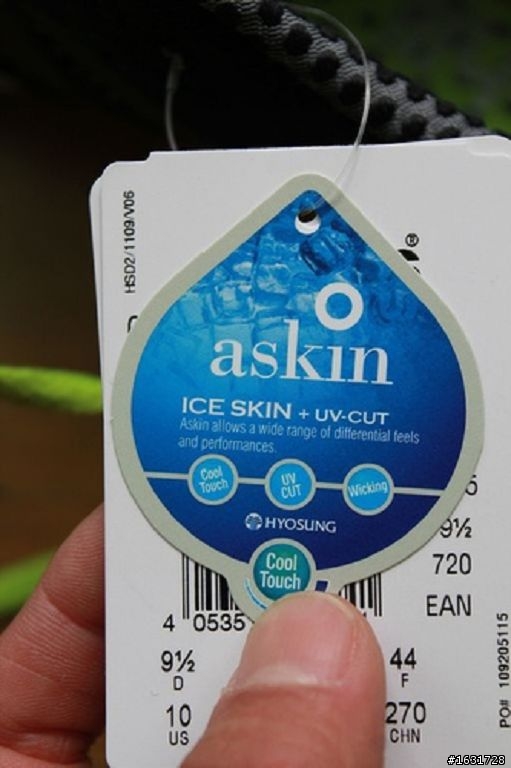 HSD2/1109/V06
®
askin
ICE SKIN + UV-CUT
Askin allows a wide range of differential feels
and performances.
Cool Touch
UV CUT
Wicking
HYOSUNG
Cool
Touch
9½
720
EAN
4 0535
9½ 44
D F
10 270
US CHN
PO# 109205115
#1631728